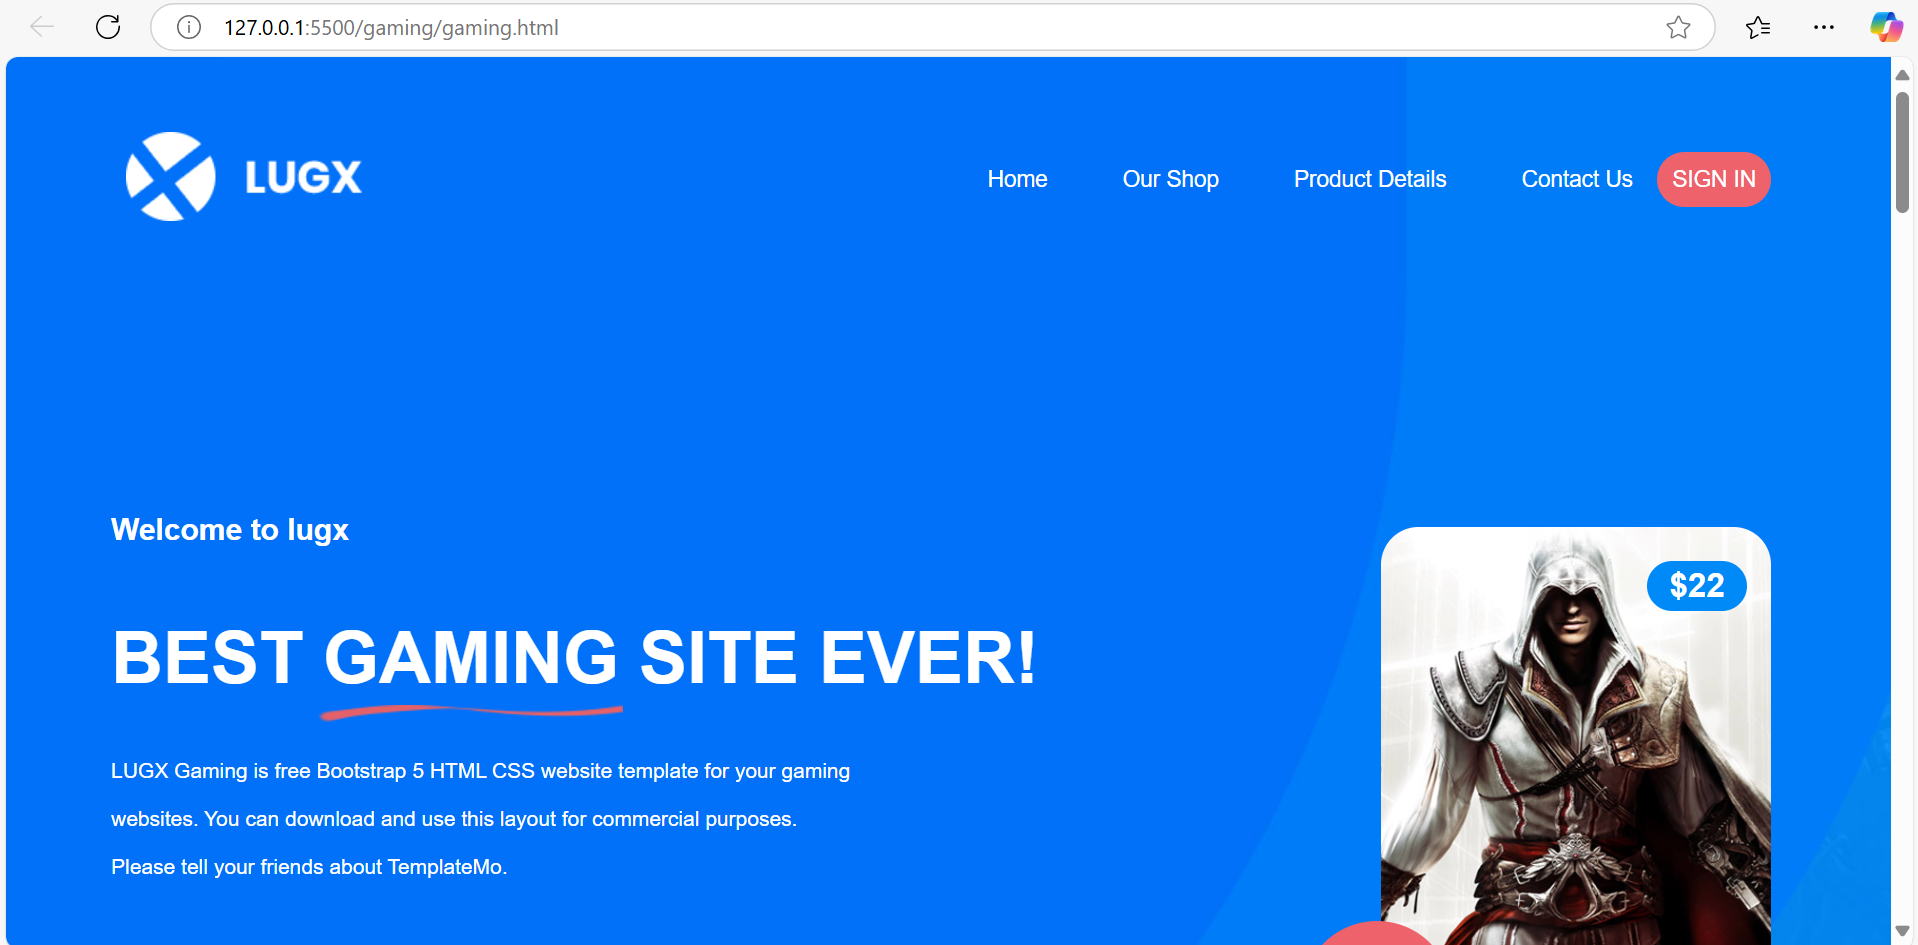 127.0.0.1:5500/gaming/gaming.html
LUGX
Home Our Shop Product Details Contact Us SIGN IN
Welcome to lugx
$22
BEST GAMING SITE EVER!
LUGX Gaming is free Bootstrap 5 HTML CSS website template for your gaming
websites. You can download and use this layout for commercial purposes.
Please tell your friends about TemplateMo.